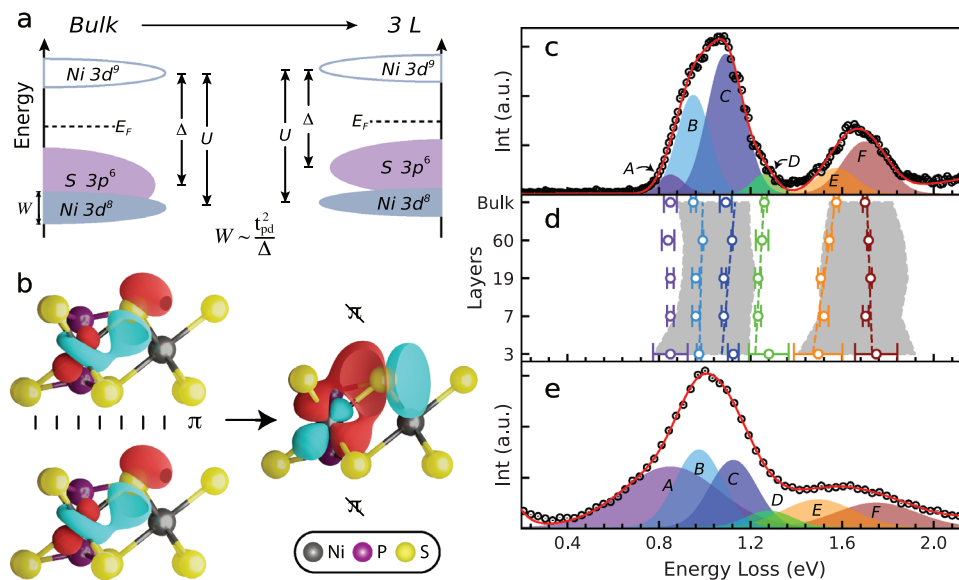 a
Bulk
3 L
Energy
Ni 3d⁹
E_F
S 3p⁶
Ni 3d⁸
W
Δ
U
U
Δ
Ni 3d⁹
E_F
S 3p⁶
Ni 3d⁸
W ~ t²_pd / Δ
b
π
π
π
Ni P S
c
Int (a.u.)
A
B
C
D
E
F
d
Layers
Bulk
60
19
7
3
e
Int (a.u.)
A
B
C
D
E
F
0.4 0.8 1.2 1.6 2.0
Energy Loss (eV)